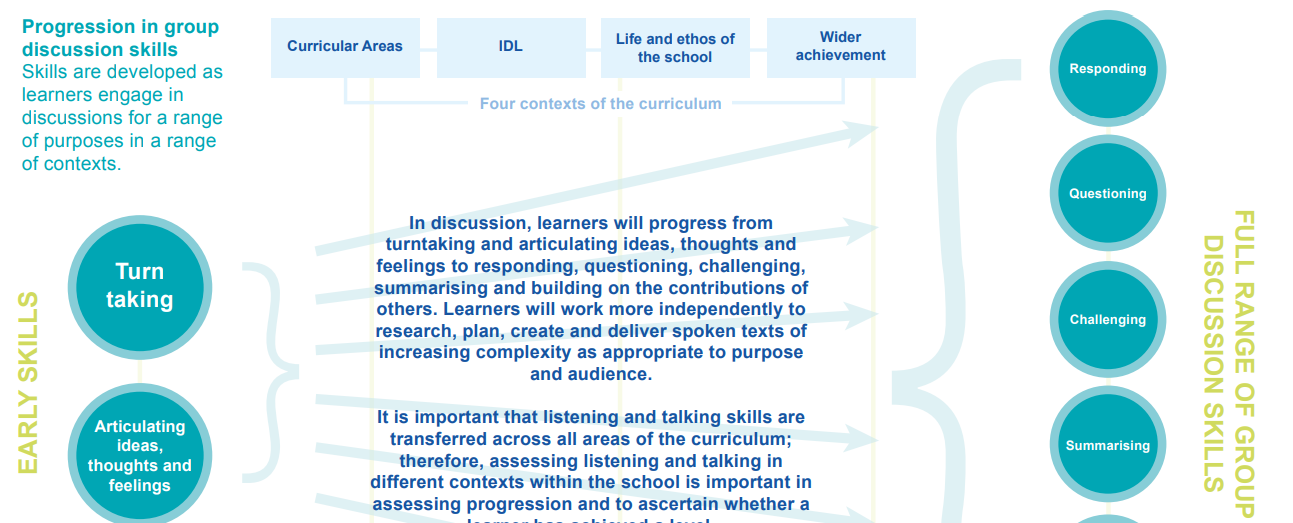 Progression in group
discussion skills
Skills are developed as
learners engage in
discussions for a range
of purposes in a range
of contexts.
Curricular Areas
IDL
Life and ethos of
the school
Wider
achievement
Four contexts of the curriculum
EARLY SKILLS
Turn
taking
Articulating
ideas,
thoughts and
feelings
In discussion, learners will progress from
turntaking and articulating ideas, thoughts and
feelings to responding, questioning, challenging,
summarising and building on the contributions of
others. Learners will work more independently to
research, plan, create and deliver spoken texts of
increasing complexity as appropriate to purpose
and audience.
It is important that listening and talking skills are
transferred across all areas of the curriculum;
therefore, assessing listening and talking in
different contexts within the school is important in
assessing progression and to ascertain whether a
learner has achieved a level
Responding
Questioning
Challenging
Summarising
FULL RANGE OF GROUP
DISCUSSION SKILLS